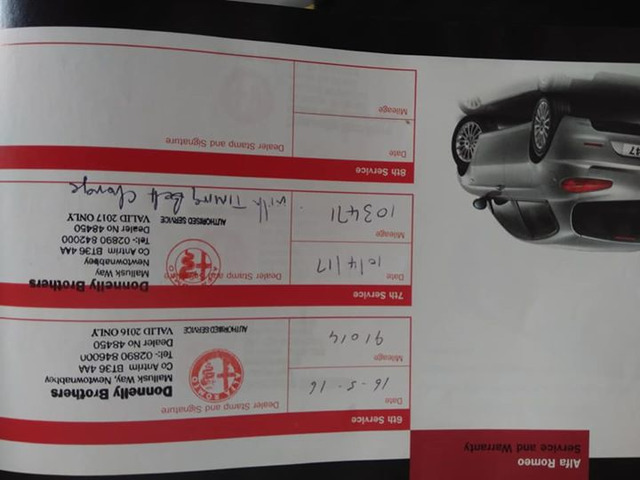 Alfa Romeo
Service and Warranty
6th Service
Date
16-5-16
Mileage
91014
Dealer Stamp and Signature
ALFA ROMEO
AUTHORISED SERVICE
Donnelly Brothers
Mallusk Way, Newtownabbey
Co Antrim BT36 4AA
Tel:- 02890 846000
Dealer No 48450
VALID 2016 ONLY
7th Service
Date
10/4/17
Mileage
103471
Dealer Stamp and Signature
AUTHORISED SERVICE
Donnelly Brothers
Mallusk Way
Newtownabbey
Co Antrim BT36 4AA
Tel:- 02890 842000
Dealer No 48450
VALID 2017 ONLY
with Timing Belt change
8th Service
Date
Mileage
Dealer Stamp and Signature